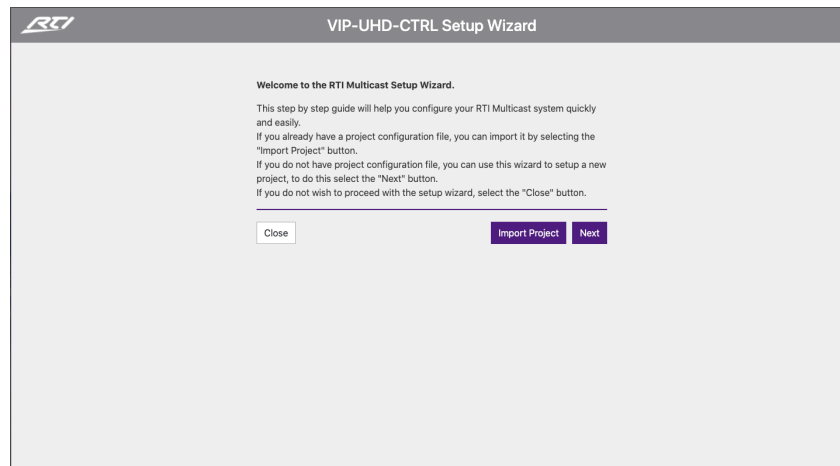 RTI
VIP-UHD-CTRL Setup Wizard
Welcome to the RTI Multicast Setup Wizard.
This step by step guide will help you configure your RTI Multicast system quickly
and easily.
If you already have a project configuration file, you can import it by selecting the
"Import Project" button.
If you do not have project configuration file, you can use this wizard to setup a new
project, to do this select the "Next" button.
If you do not wish to proceed with the setup wizard, select the "Close" button.
Close
Import Project
Next